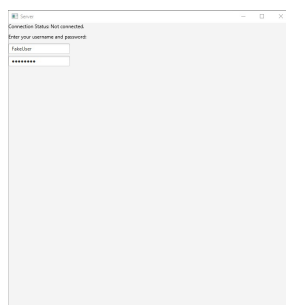 Server
Connection Status: Not connected.
Enter your username and password:
FakeUser
●●●●●●●●